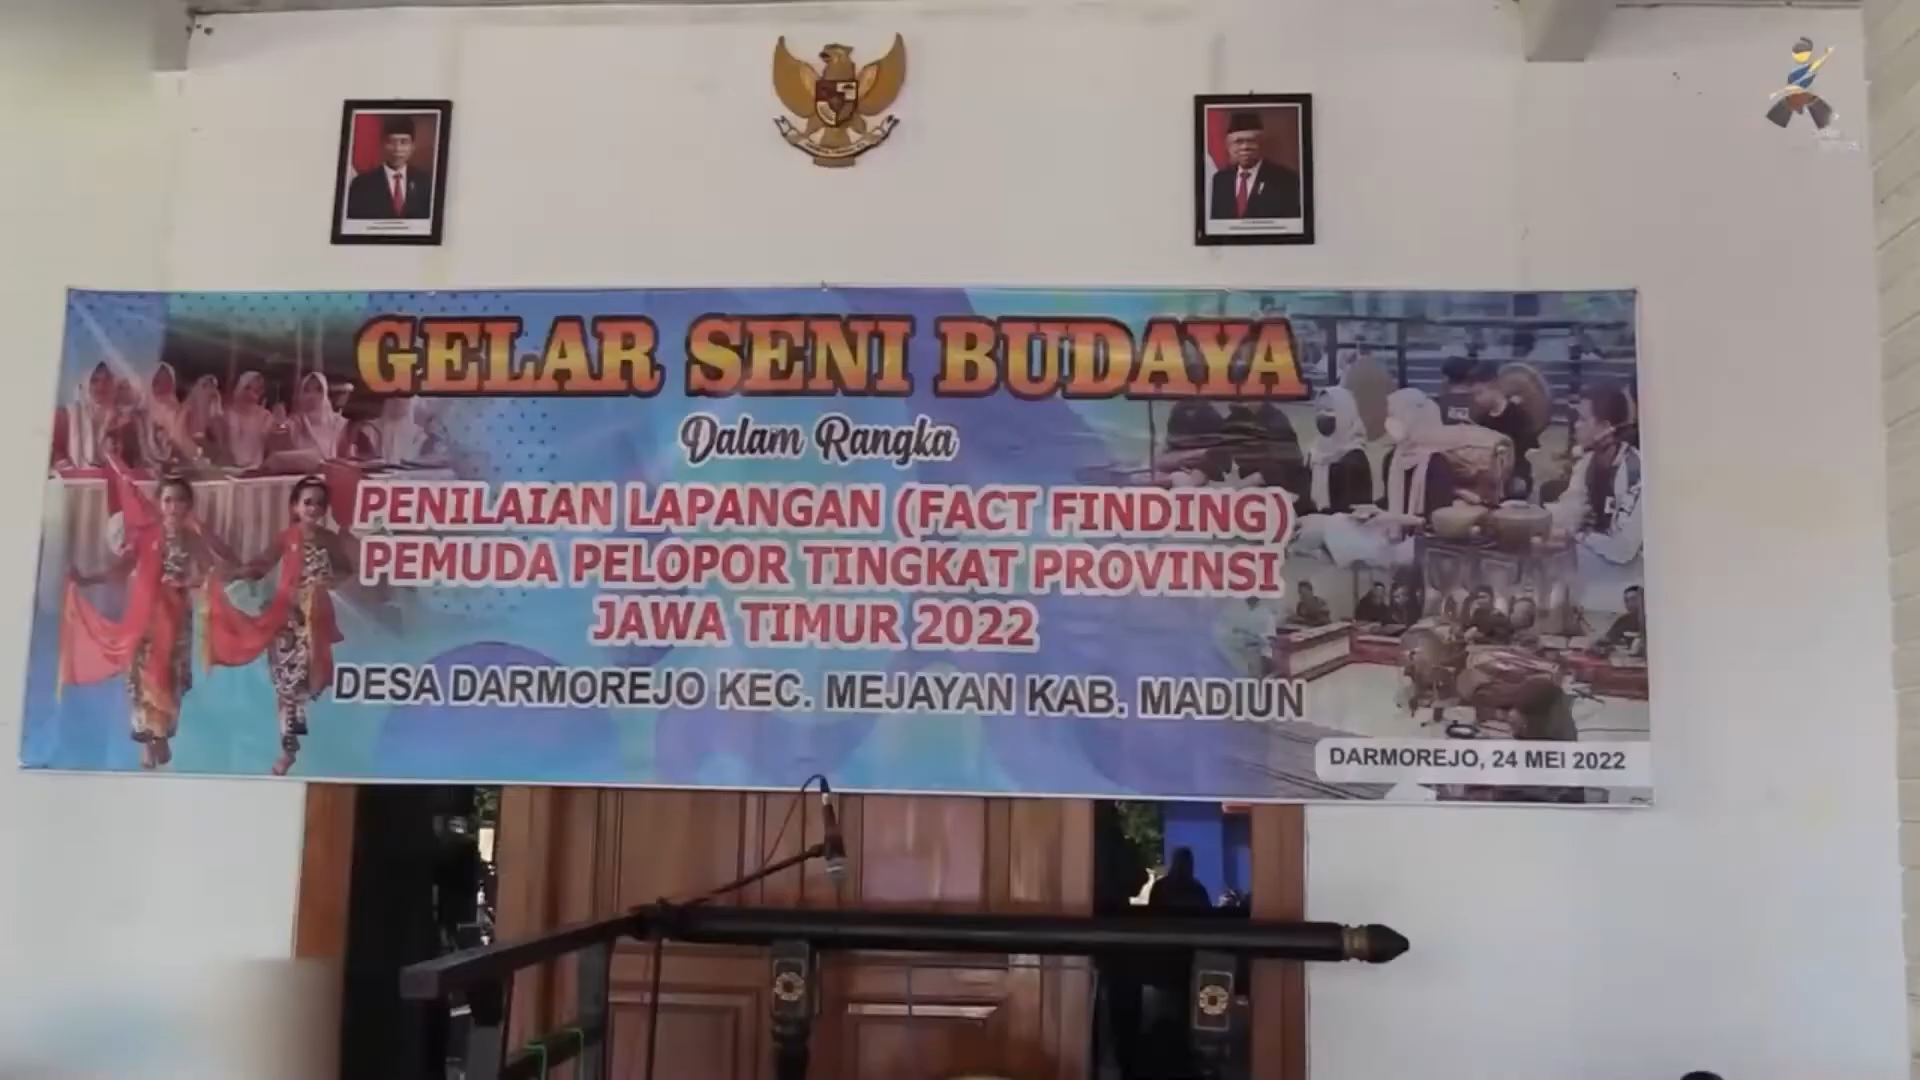 GELAR SENI BUDAYA
Dalam Rangka
PENILAIAN LAPANGAN (FACT FINDING)
PEMUDA PELOPOR TINGKAT PROVINSI
JAWA TIMUR 2022
DESA DARMOREJO KEC. MEJAYAN KAB. MADIUN
DARMOREJO, 24 MEI 2022